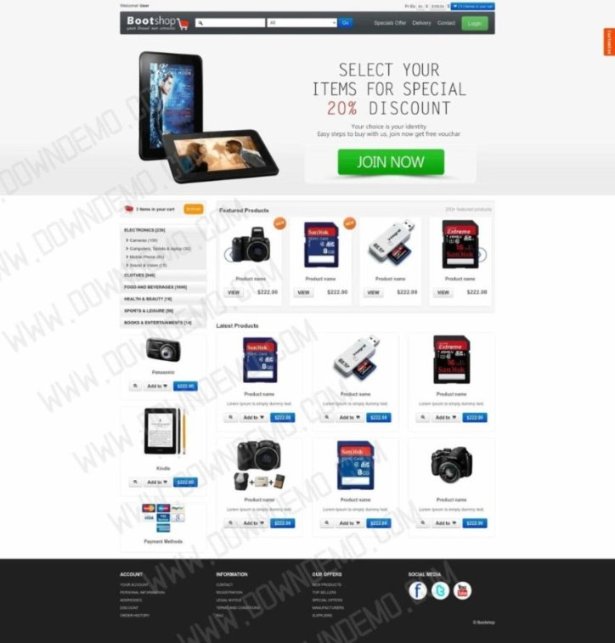 Welcome! User
Bootshop
All
Go
Specials Offer
Delivery
Contact
Login
SELECT YOUR
ITEMS FOR SPECIAL
20% DISCOUNT
Your choice is your identity
Easy steps to buy with us, join now get free vouchar
JOIN NOW
3 Items in your cart
ELECTRONICS [230]
Cameras (100)
Computers, Tablets & laptop (30)
Mobile Phone (80)
Sound & Vision (15)
CLOTHES [840]
FOOD AND BEVERAGES [1000]
HEALTH & BEAUTY [18]
SPORTS & LEISURE [58]
BOOKS & ENTERTAINMENTS [14]
Panasonic
Add to $222.00
Kindle
Add to $222.00
Payment Methods
Featured Products
200+ featured products
Product name
VIEW $222.00
Product name
VIEW $222.00
Product name
VIEW $222.00
Product name
VIEW $222.00
Latest Products
Product name
Lorem Ipsum is simply dummy text.
Add to $222.00
Product name
Lorem Ipsum is simply dummy text.
Add to $222.00
Product name
Lorem Ipsum is simply dummy text.
Add to $222.00
Product name
Lorem Ipsum is simply dummy text.
Add to $222.00
Product name
Lorem Ipsum is simply dummy text.
Add to $222.00
Product name
Lorem Ipsum is simply dummy text.
Add to $222.00
ACCOUNT
YOUR ACCOUNT
PERSONAL INFORMATION
ADDRESSES
DISCOUNT
ORDER HISTORY
INFORMATION
CONTACT
REGISTRATION
LEGAL NOTICE
TERMS AND CONDITIONS
FAQ
OUR OFFERS
NEW PRODUCTS
TOP SELLERS
SPECIAL OFFERS
MANUFACTURERS
SUPPLIERS
SOCIAL MEDIA
© Bootshop
WWW.DOWNDEMO.COM